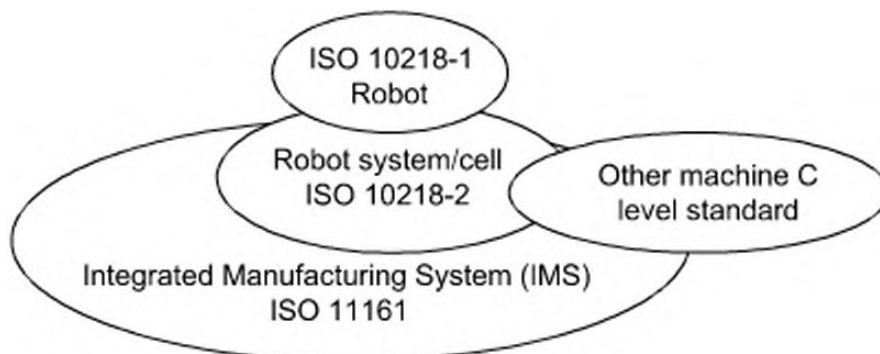 ISO 10218-1
Robot
Robot system/cell
ISO 10218-2
Other machine C
level standard
Integrated Manufacturing System (IMS)
ISO 11161